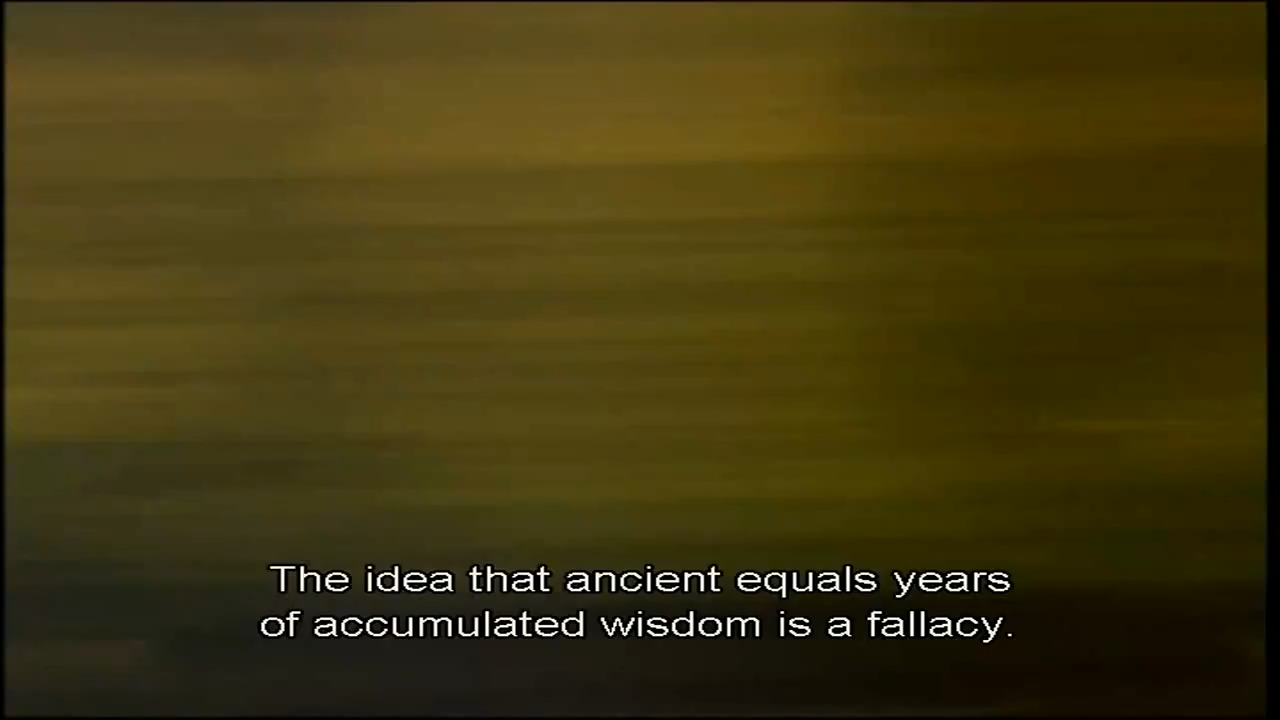 The idea that ancient equals years
of accumulated wisdom is a fallacy.